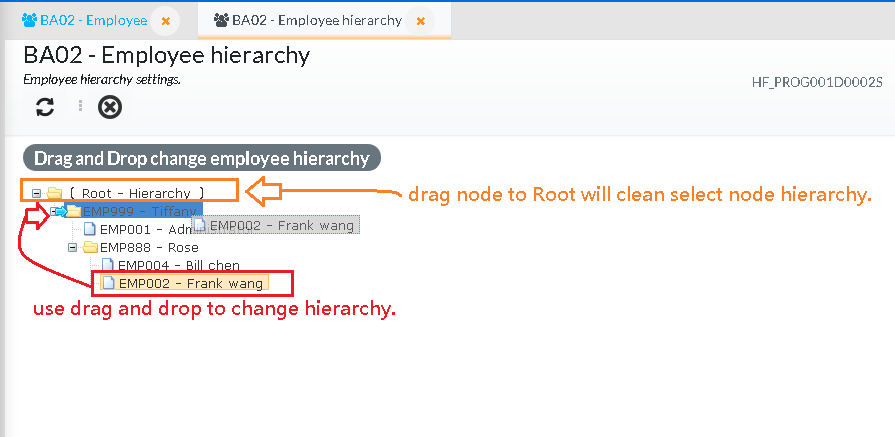 BA02 - Employee
BA02 - Employee hierarchy
BA02 - Employee hierarchy
Employee hierarchy settings.
HF_PROG001D0002S
Drag and Drop change employee hierarchy
( Root - Hierarchy )
drag node to Root will clean select node hierarchy.
EMP999 - Tiffany
EMP002 - Frank wang
EMP001 -
EMP888 - Rose
EMP004 - Bill chen
EMP002 - Frank wang
use drag and drop to change hierarchy.